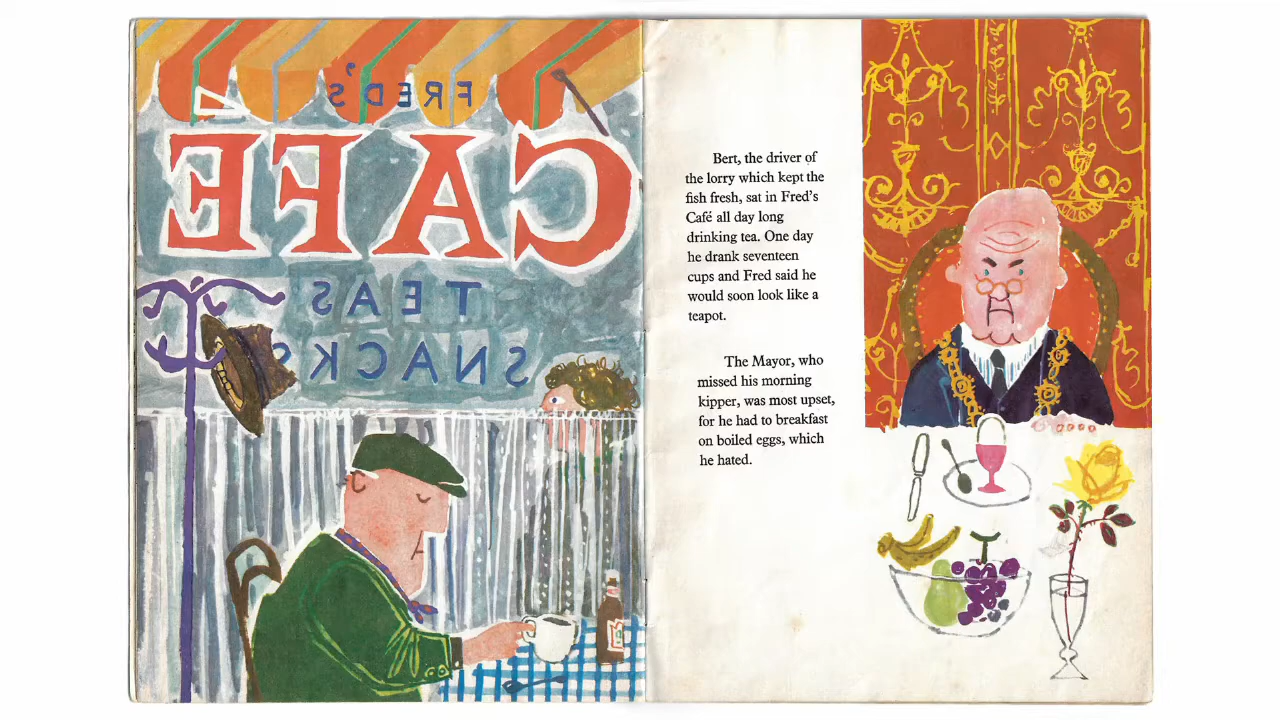 FRED'S
CAFÉ
TEAS
SNACKS
Bert, the driver of
the lorry which kept the
fish fresh, sat in Fred's
Café all day long
drinking tea. One day
he drank seventeen
cups and Fred said he
would soon look like a
teapot.
The Mayor, who
missed his morning
kipper, was most upset,
for he had to breakfast
on boiled eggs, which
he hated.